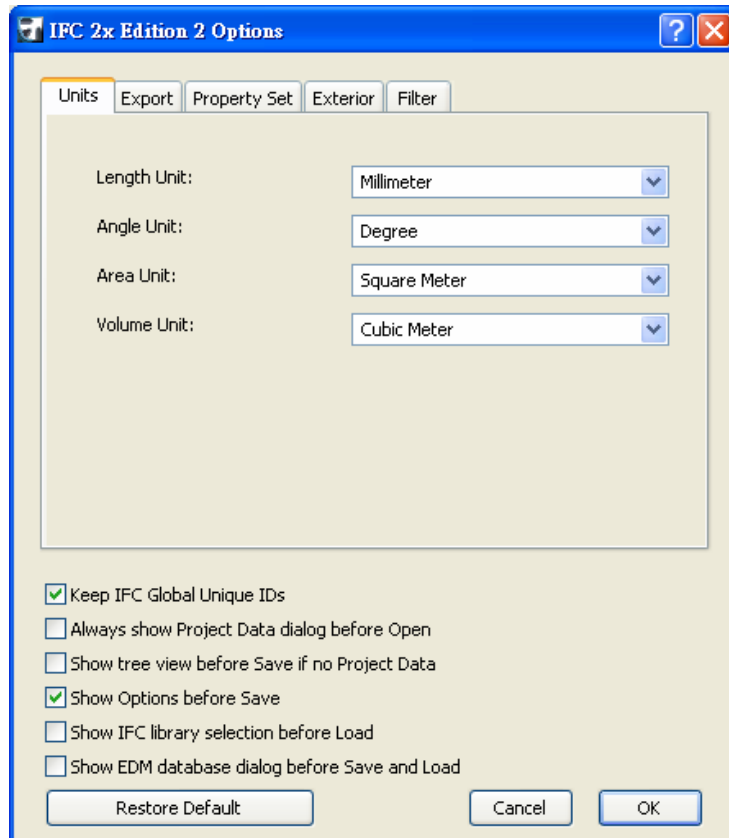 IFC 2x Edition 2 Options
Units Export Property Set Exterior Filter
Length Unit: Millimeter
Angle Unit: Degree
Area Unit: Square Meter
Volume Unit: Cubic Meter
Keep IFC Global Unique IDs
Always show Project Data dialog before Open
Show tree view before Save if no Project Data
Show Options before Save
Show IFC library selection before Load
Show EDM database dialog before Save and Load
Restore Default Cancel OK